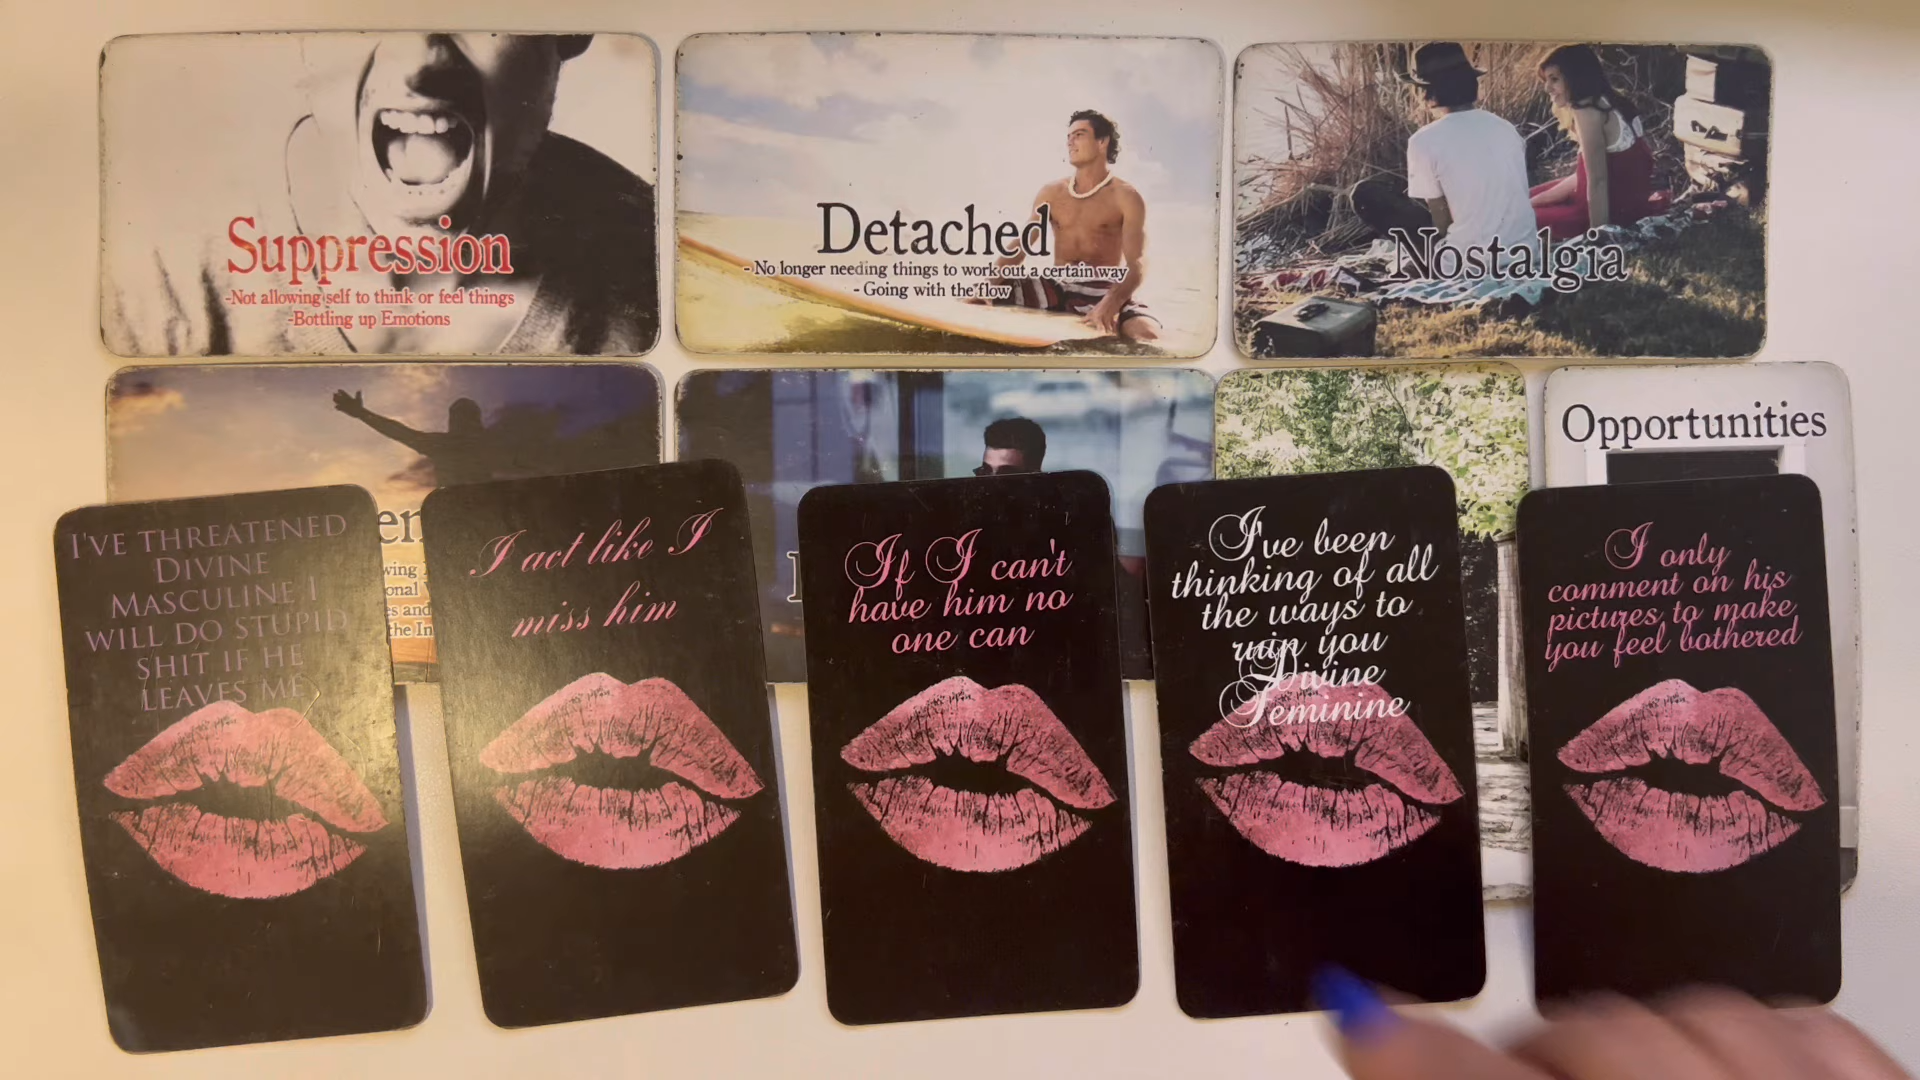 Suppression
-Not allowing self to think or feel things
-Bottling up Emotions
Detached
- No longer needing things to work out a certain way
- Going with the flow
Nostalgia
Opportunities
I'VE THREATENED
DIVINE
MASCULINE I
WILL DO STUPID
SHIT IF HE
LEAVES ME
I act like I
miss him
If I can't
have him no
one can
I've been
thinking of all
the ways to
ruin you
Divine
Feminine
I only
comment on his
pictures to make
you feel bothered